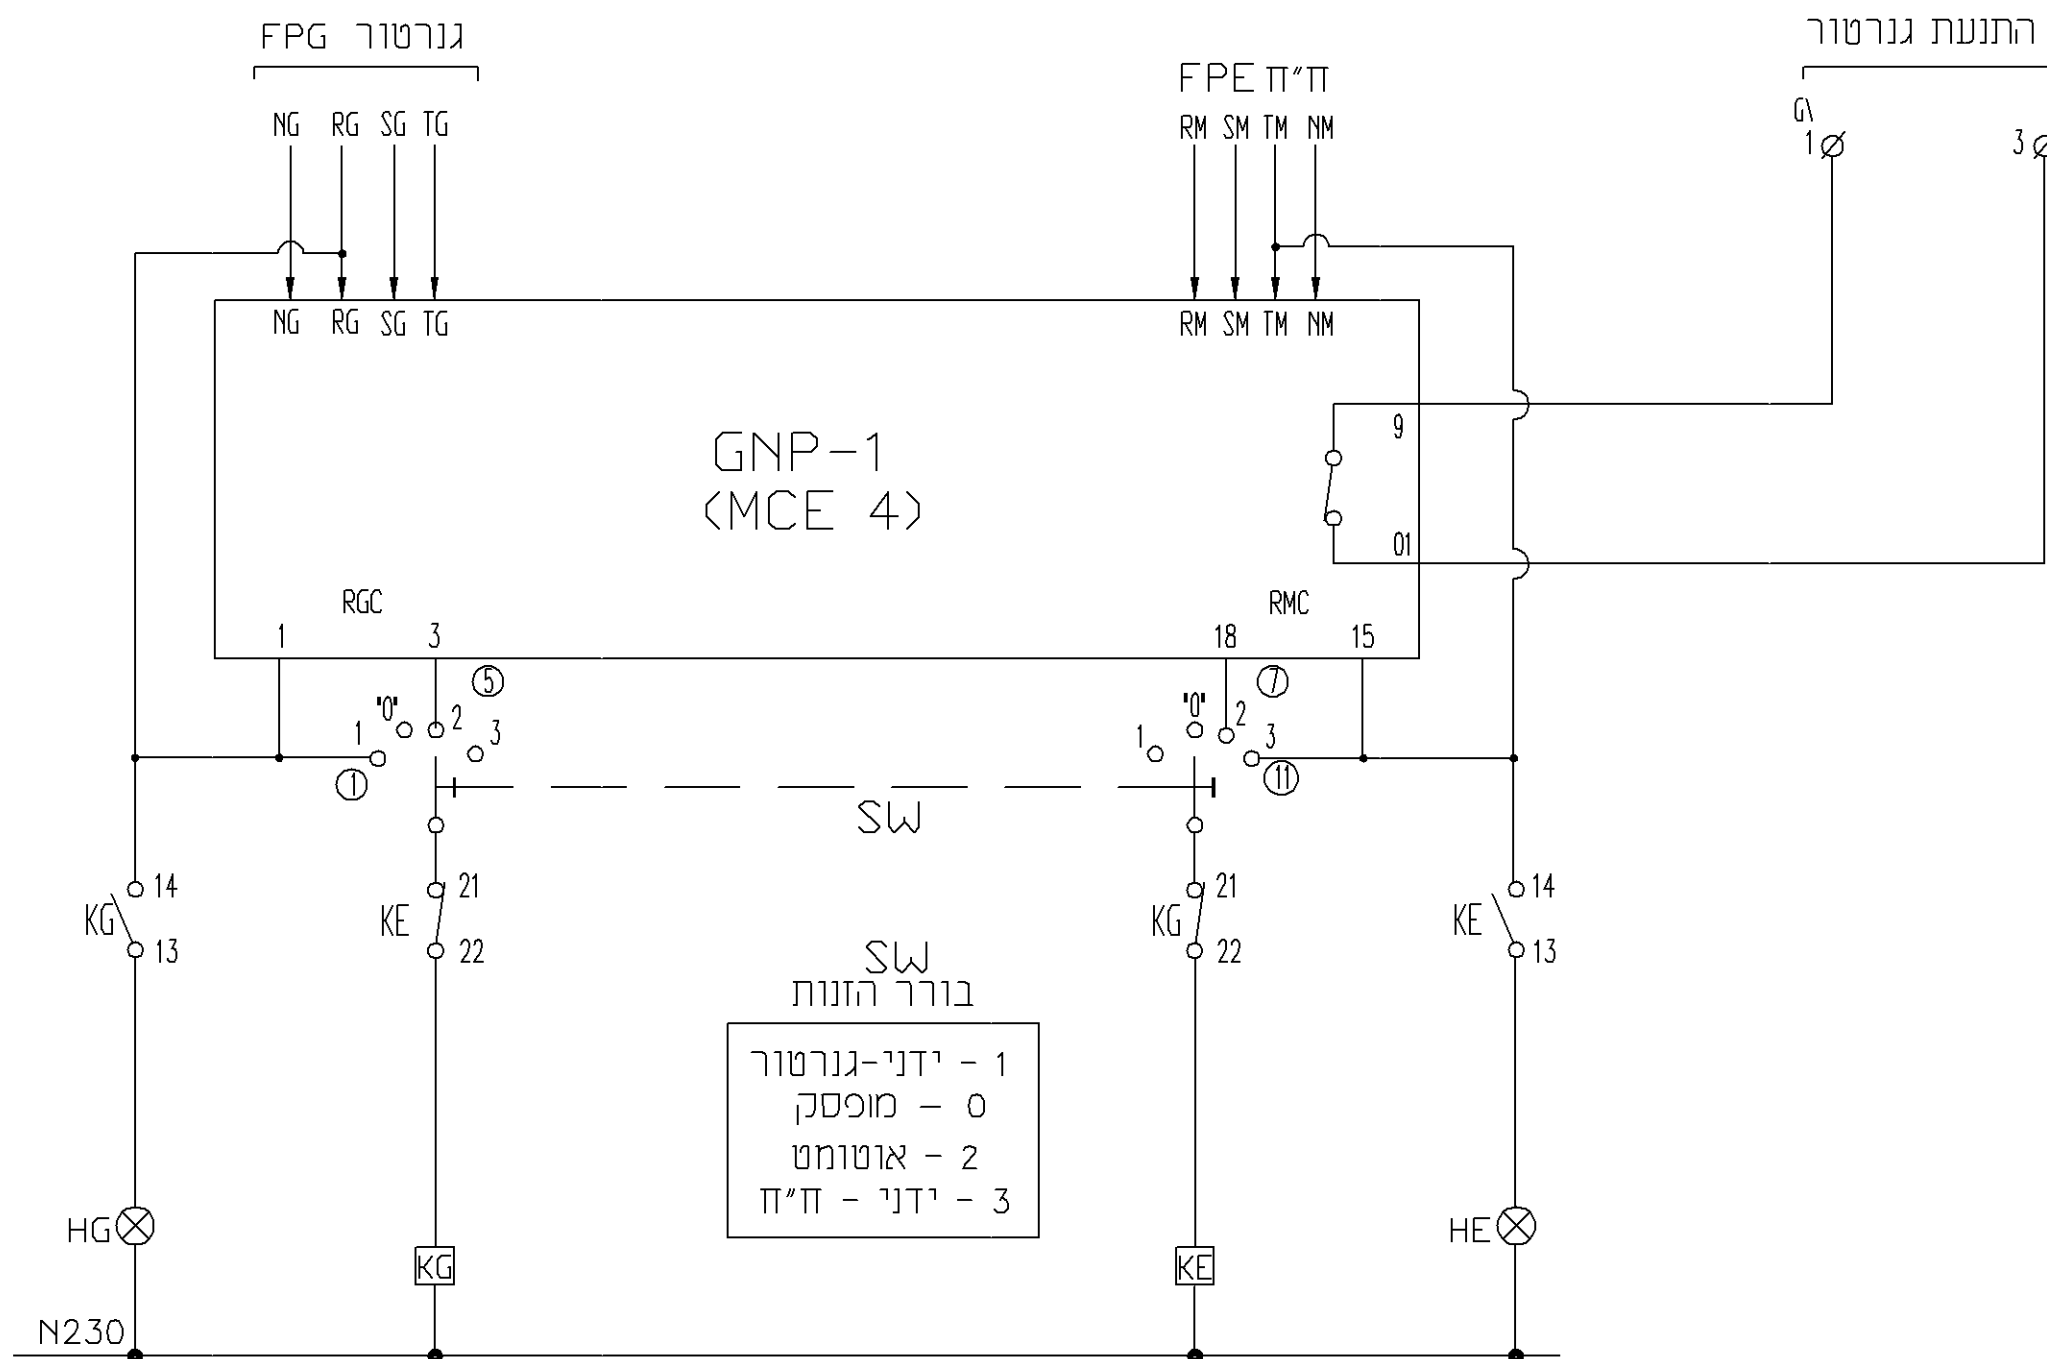 גנרטור FPG
FPE ח״ח
התנעת גנרטור
NG RG SG TG
RM SM TM NM
G\
1
3
NG RG SG TG
RM SM TM NM
GNP-1
(MCE 4)
9
01
RGC
RMC
1
3
18
15
5
7
"0"
2
1
3
"0"
2
1
3
1
11
SW
14
KG
13
21
KE
22
21
KG
22
14
KE
13
SW
בורר הזנות
1 - ידני-גנרטור
0 - מופסק
2 - אוטומט
3 - ידני - ח״ח
HG
KG
KE
HE
N230